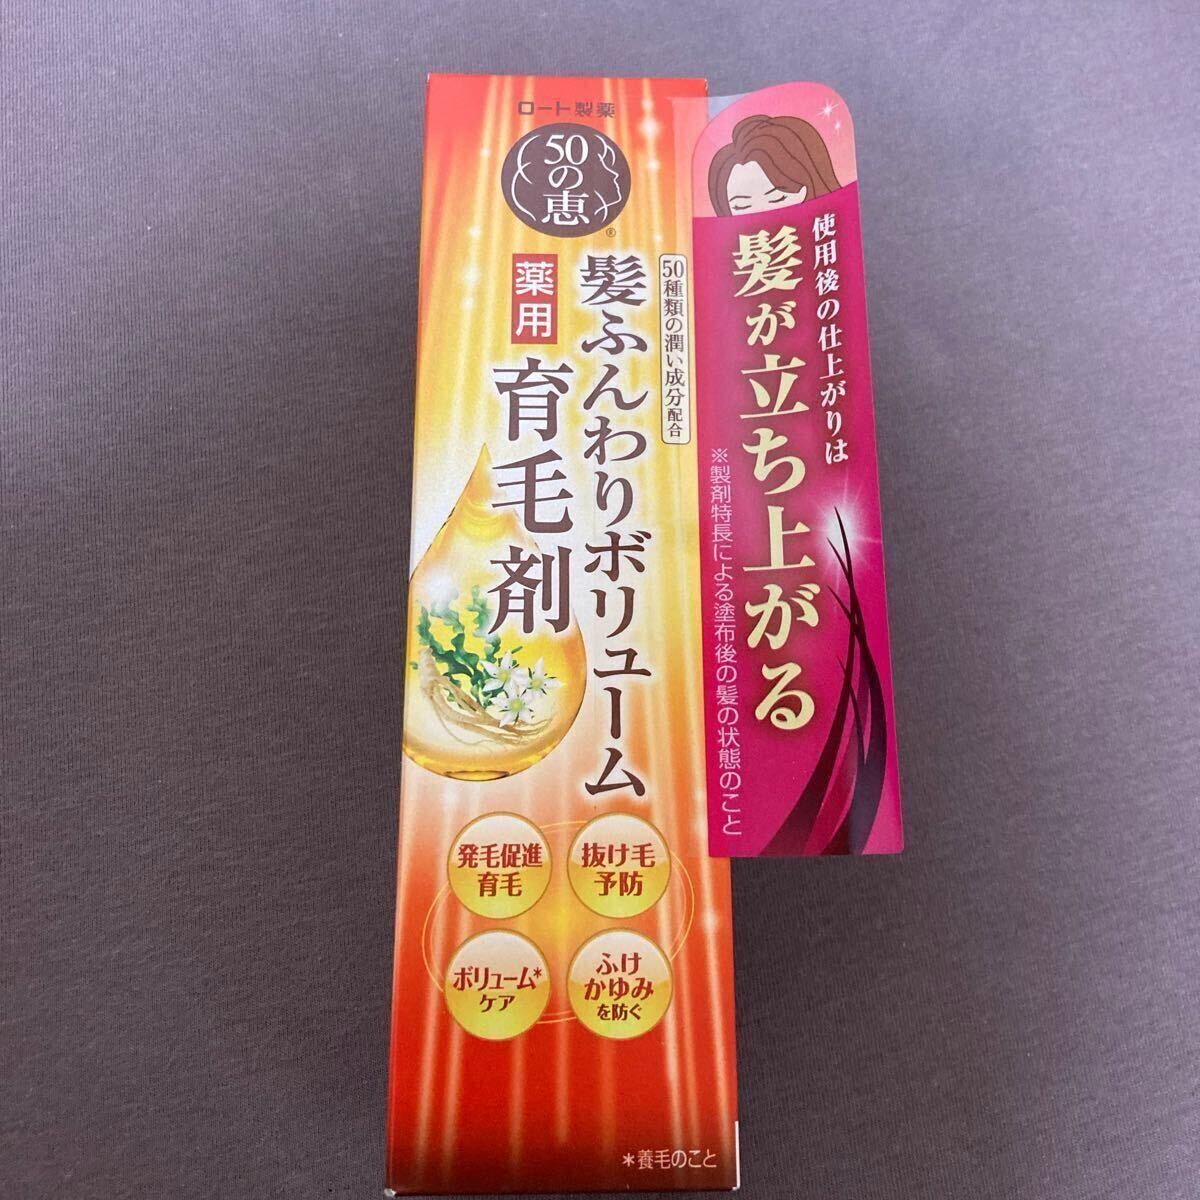 ロート製薬
50の恵
®
50種類の潤い成分配合
髪ふんわりボリューム
薬用
育毛剤
発毛促進
育毛
抜け毛
予防
ボリューム*
ケア
ふけ
かゆみ
を防ぐ
*養毛のこと
使用後の仕上がりは
髪が立ち上がる
※製剤特長による塗布後の髪の状態のこと